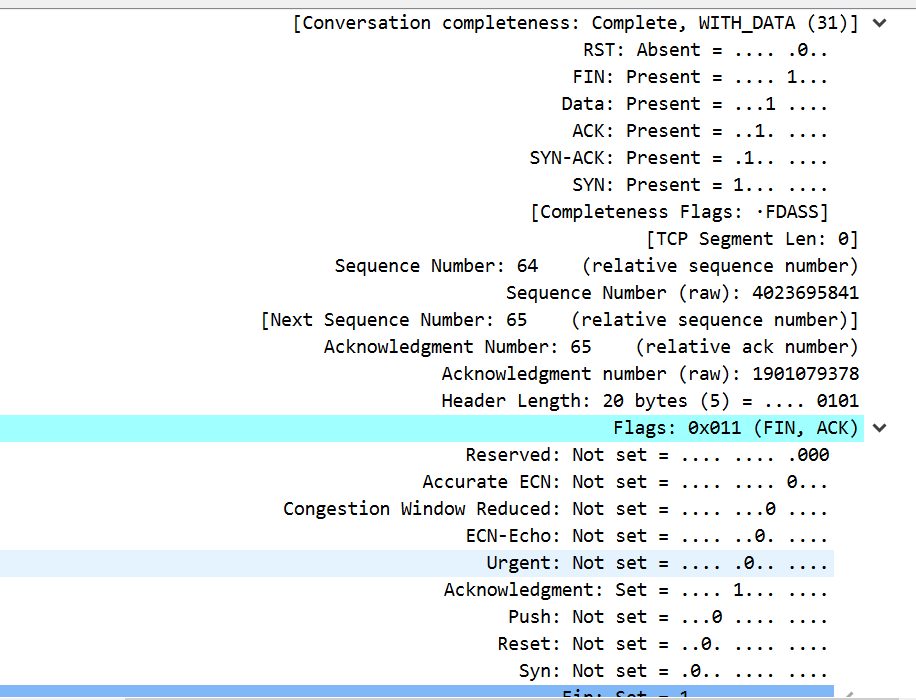 [Conversation completeness: Complete, WITH_DATA (31)]
RST: Absent = .... .0..
FIN: Present = .... 1...
Data: Present = ...1 ....
ACK: Present = ..1. ....
SYN-ACK: Present = .1.. ....
SYN: Present = 1... ....
[Completeness Flags: ·FDASS]
[TCP Segment Len: 0]
Sequence Number: 64    (relative sequence number)
Sequence Number (raw): 4023695841
[Next Sequence Number: 65    (relative sequence number)]
Acknowledgment Number: 65    (relative ack number)
Acknowledgment number (raw): 1901079378
Header Length: 20 bytes (5) = .... 0101
Flags: 0x011 (FIN, ACK)
Reserved: Not set = .... .... .000
Accurate ECN: Not set = .... .... 0...
Congestion Window Reduced: Not set = .... ...0 ....
ECN-Echo: Not set = .... ..0. ....
Urgent: Not set = .... .0.. ....
Acknowledgment: Set = .... 1... ....
Push: Not set = ...0 .... ....
Reset: Not set = ..0. .... ....
Syn: Not set = .0.. .... ....
Fin: Set = 1